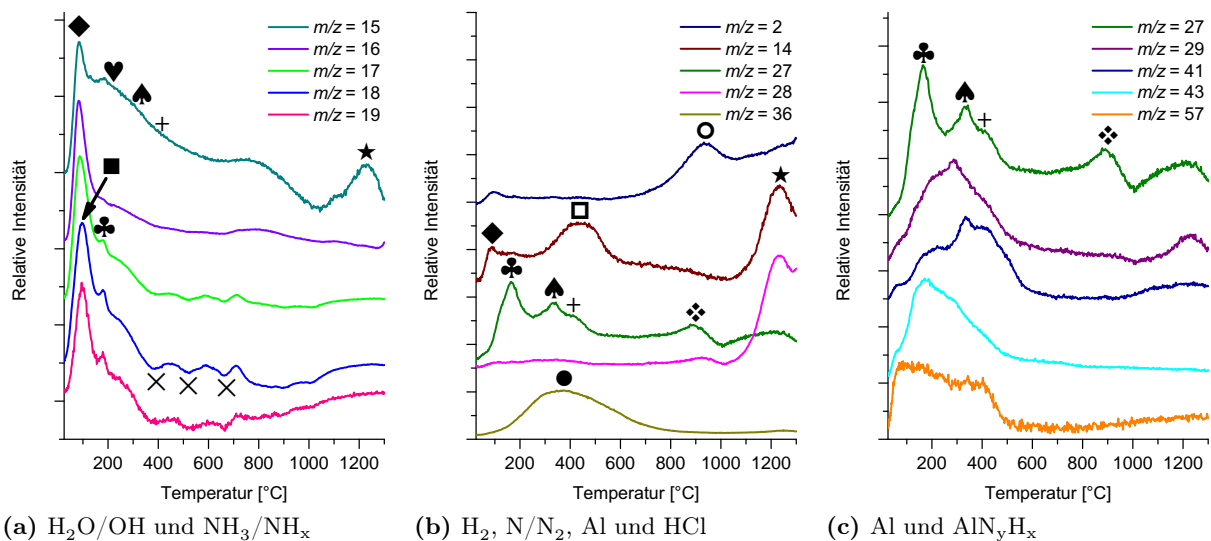 m/z = 15
m/z = 16
m/z = 17
m/z = 18
m/z = 19
Relative Intensität
200 400 600 800 1000 1200
Temperatur [°C]
(a) H₂O/OH und NH₃/NHₓ
m/z = 2
m/z = 14
m/z = 27
m/z = 28
m/z = 36
Relative Intensität
200 400 600 800 1000 1200
Temperatur [°C]
(b) H₂, N/N₂, Al und HCl
m/z = 27
m/z = 29
m/z = 41
m/z = 43
m/z = 57
Relative Intensität
200 400 600 800 1000 1200
Temperatur [°C]
(c) Al und AlNᵧHₓ